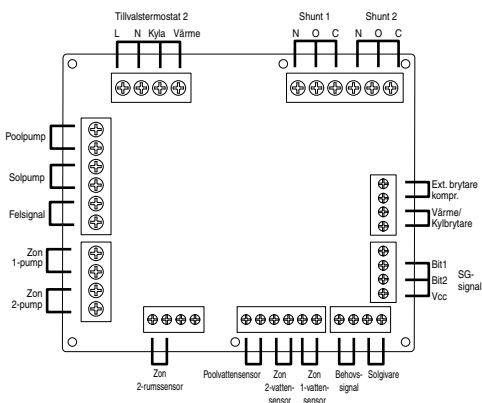 Tillvalstermostat 2
Shunt 1
Shunt 2
L N Kyla Värme
N O C
N O C
Poolpump
Solpump
Felsignal
Zon
1-pump
Zon
2-pump
Ext. brytare
kompr.
Värme/
Kylbrytare
Bit1
Bit2
Vcc
SG-
signal
Zon
2-rumssensor
Poolvattensensor
Zon
2-vatten-
sensor
Zon
1-vatten-
sensor
Behovs-
signal
Solgivare